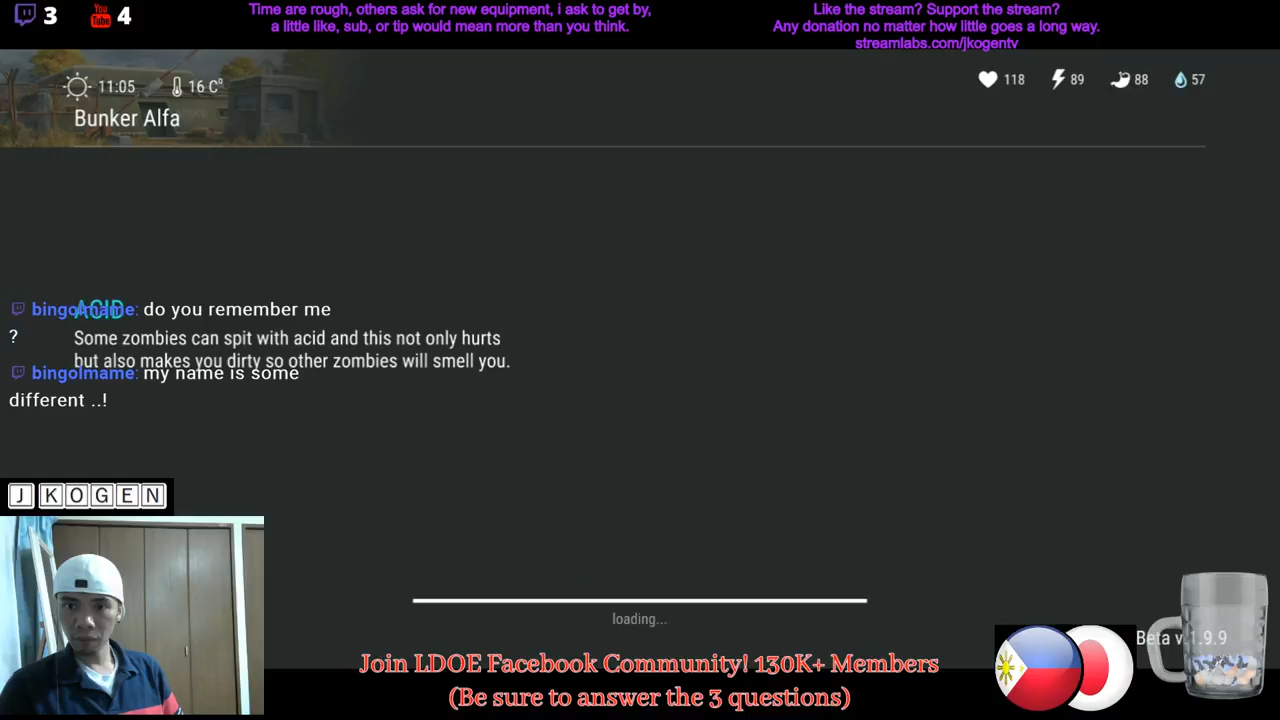 3
4
Time are rough, others ask for new equipment, i ask to get by,
a little like, sub, or tip would mean more than you think.
Like the stream? Support the stream?
Any donation no matter how little goes a long way.
streamlabs.com/jkogentv
11:05 16 C°
118 89 88 57
Bunker Alfa
ACID
bingolmame: do you remember me
?
Some zombies can spit with acid and this not only hurts
but also makes you dirty so other zombies will smell you.
bingolmame: my name is some
different ..!
JKOGEN
loading...
Beta v.1.9.9
Join LDOE Facebook Community! 130K+ Members
(Be sure to answer the 3 questions)